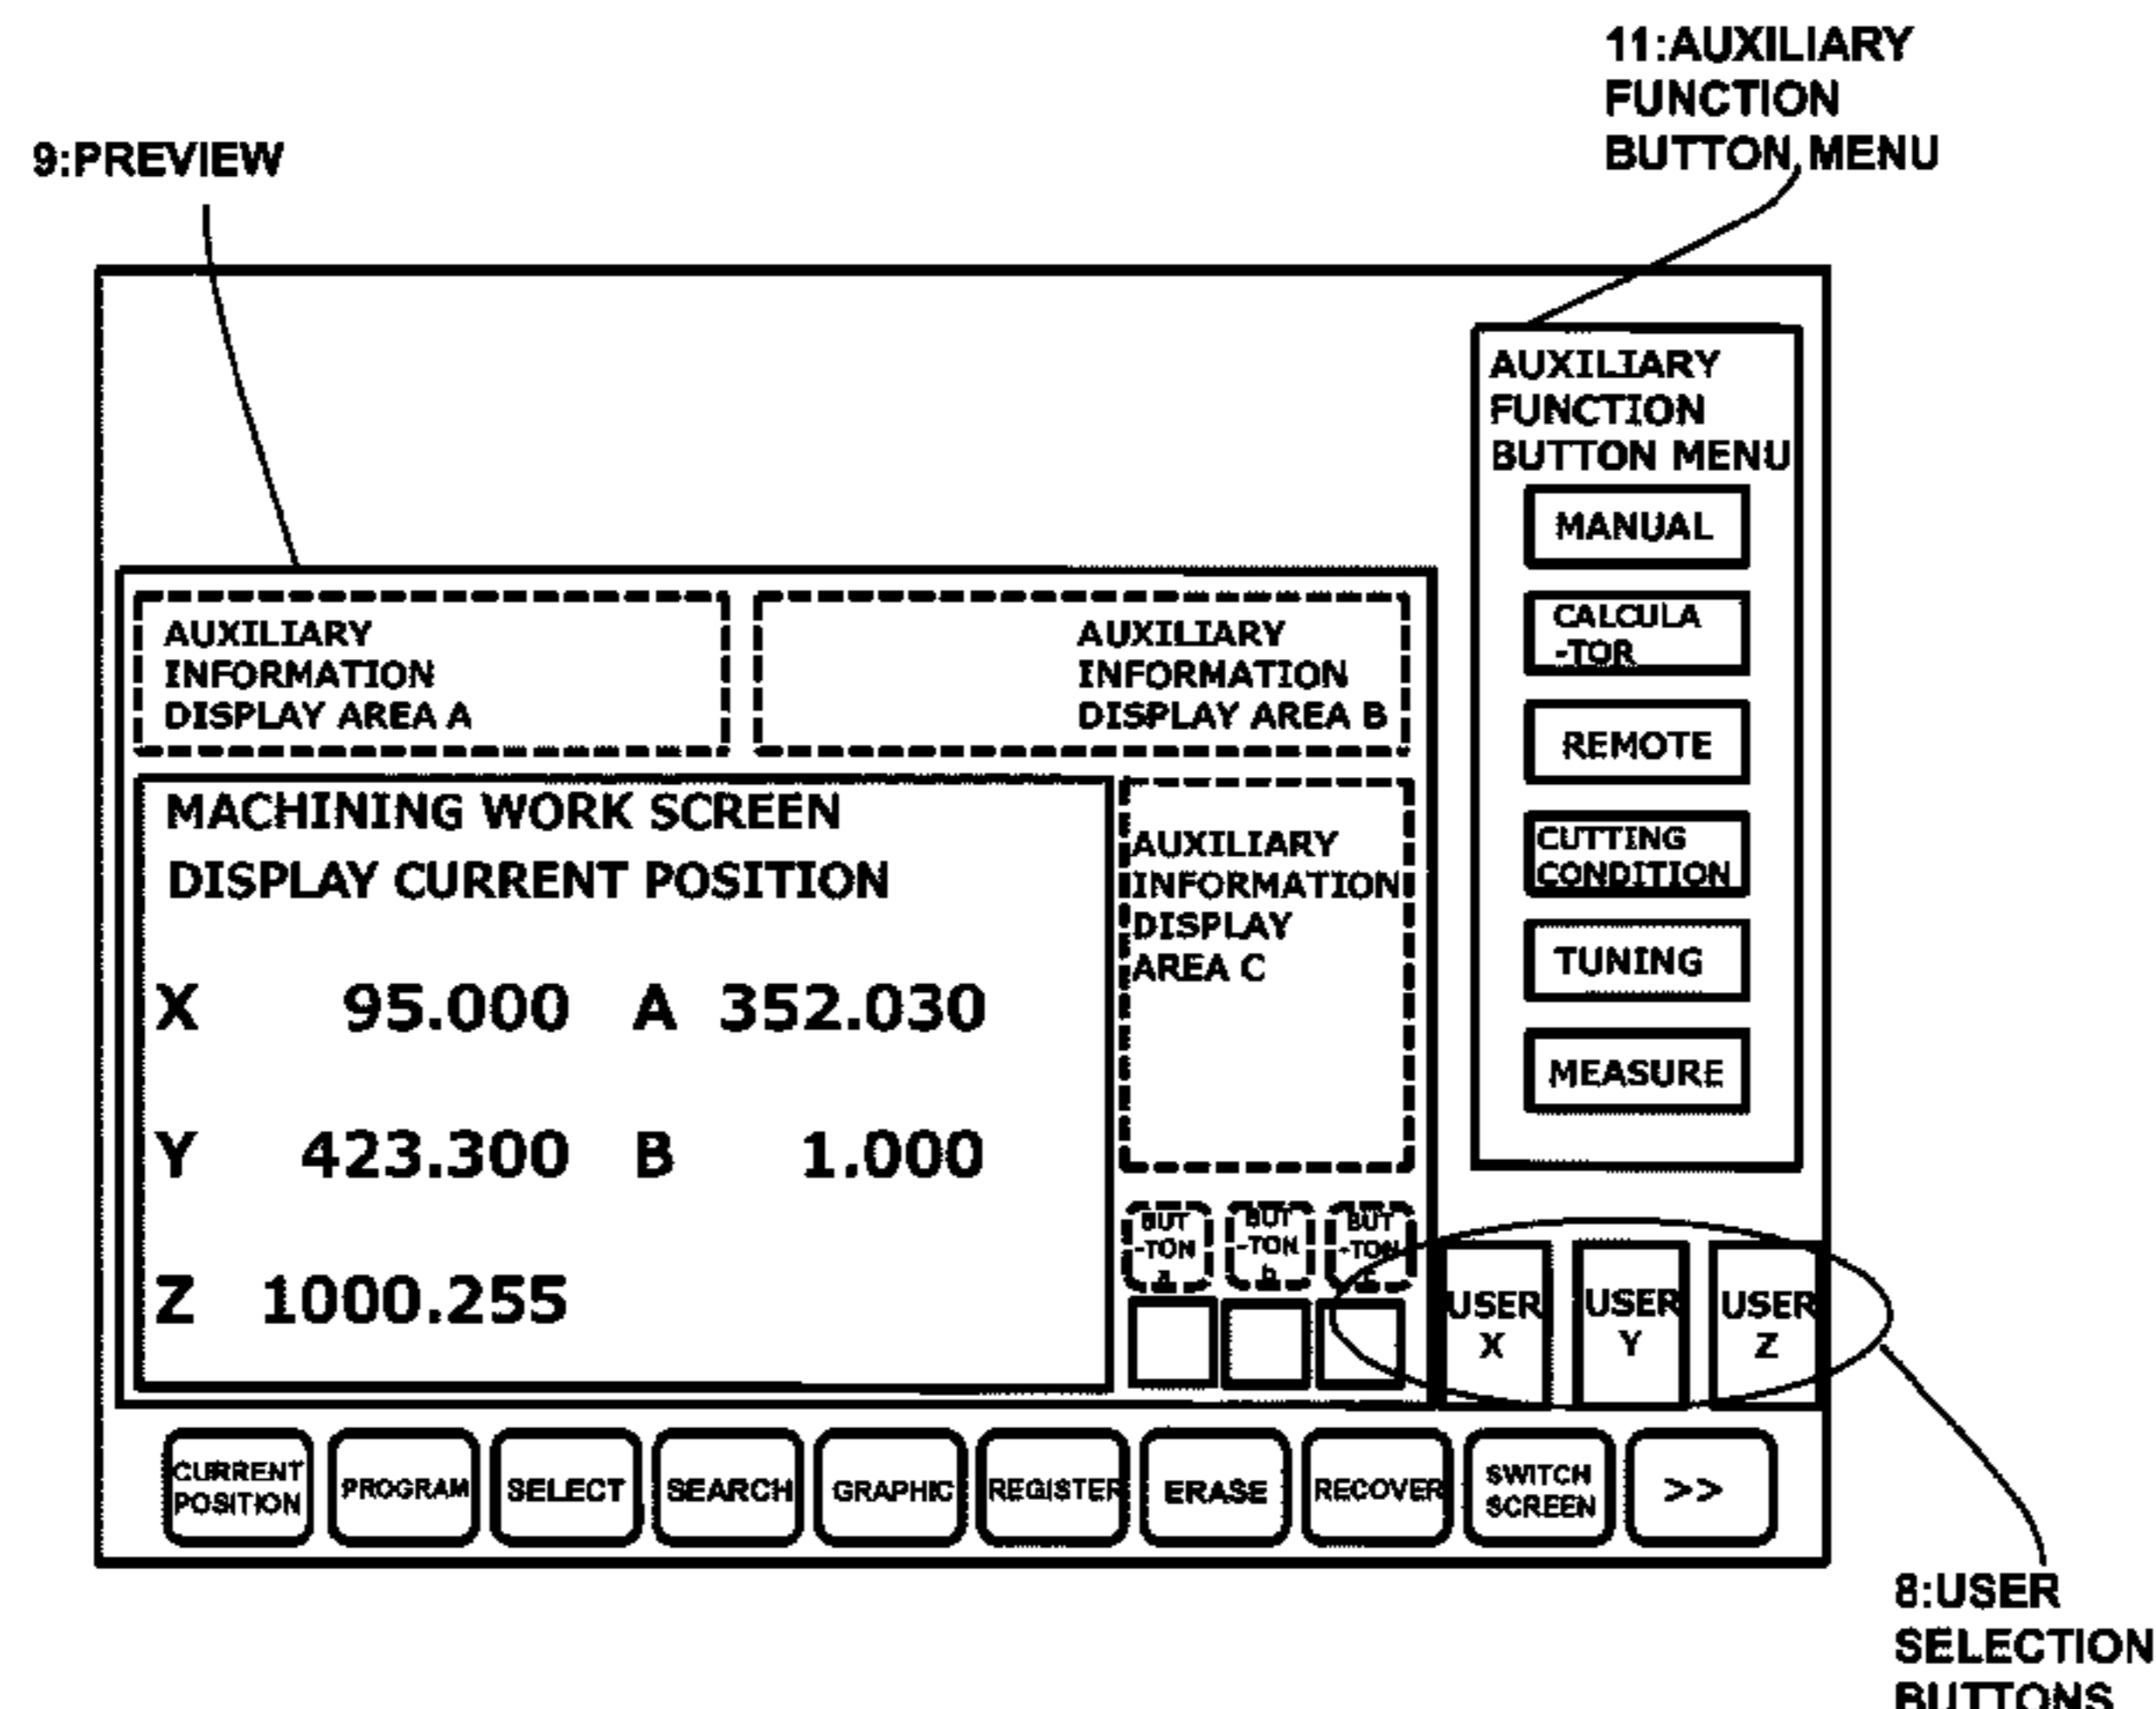 11:AUXILIARY
FUNCTION
BUTTON MENU
9:PREVIEW
AUXILIARY
FUNCTION
BUTTON MENU
MANUAL
CALCULA
-TOR
REMOTE
CUTTING
CONDITION
TUNING
MEASURE
AUXILIARY
INFORMATION
DISPLAY AREA A
AUXILIARY
INFORMATION
DISPLAY AREA B
MACHINING WORK SCREEN
DISPLAY CURRENT POSITION
X 95.000 A 352.030
Y 423.300 B 1.000
Z 1000.255
AUXILIARY
INFORMATION
DISPLAY
AREA C
BUT
-TON
a
BUT
-TON
b
BUT
-TON
USER
X
USER
Y
USER
Z
CURRENT
POSITION
PROGRAM
SELECT
SEARCH
GRAPHIC
REGISTER
ERASE
RECOVER
SWITCH
SCREEN
>>
8:USER
SELECTION
BUTTONS